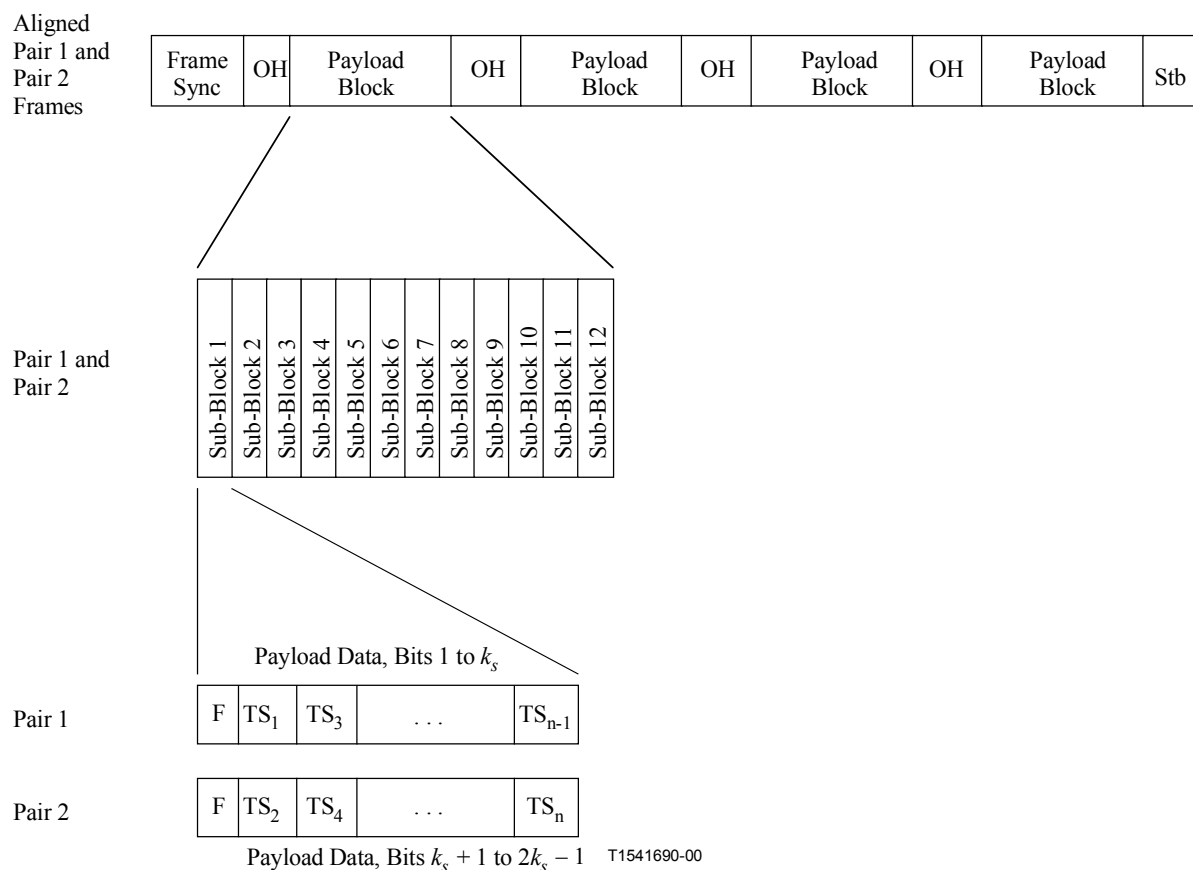 Aligned
Pair 1 and
Pair 2
Frames
Frame
Sync
OH
Payload
Block
OH
Payload
Block
OH
Payload
Block
OH
Payload
Block
Stb
Pair 1 and
Pair 2
Sub-Block 1
Sub-Block 2
Sub-Block 3
Sub-Block 4
Sub-Block 5
Sub-Block 6
Sub-Block 7
Sub-Block 8
Sub-Block 9
Sub-Block 10
Sub-Block 11
Sub-Block 12
Payload Data, Bits 1 to kₛ
Pair 1
F TS₁ TS₃ . . . TSₙ₋₁
Pair 2
F TS₂ TS₄ . . . TSₙ
Payload Data, Bits kₛ + 1 to 2kₛ – 1
T1541690-00